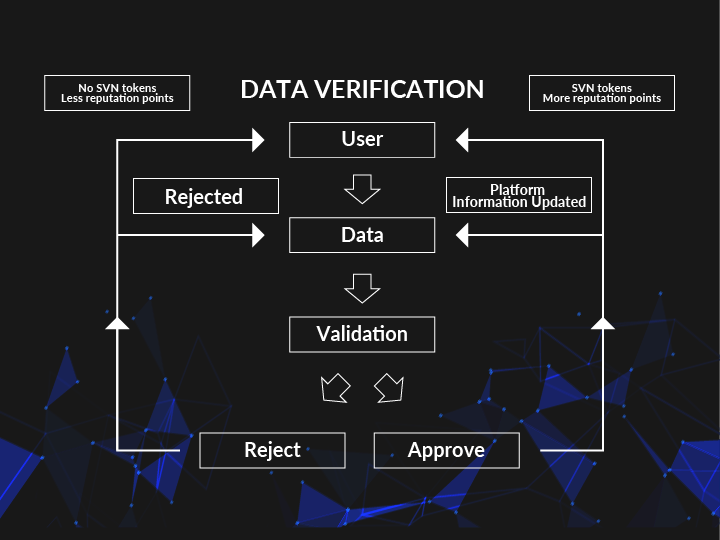 DATA VERIFICATION
No SVN tokens
Less reputation points
SVN tokens
More reputation points
User
Rejected
Platform
Information Updated
Data
Validation
Reject
Approve